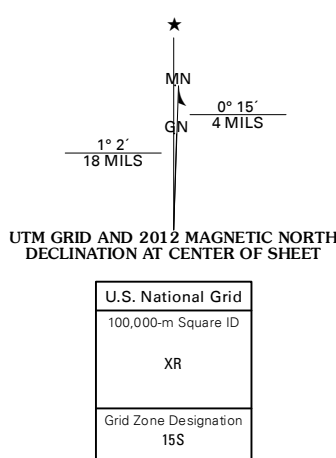 ★
MN
GN
0° 15´
4 MILS
1° 2´
18 MILS
UTM GRID AND 2012 MAGNETIC NORTH
DECLINATION AT CENTER OF SHEET
U.S. National Grid
100,000-m Square ID
XR
Grid Zone Designation
15S